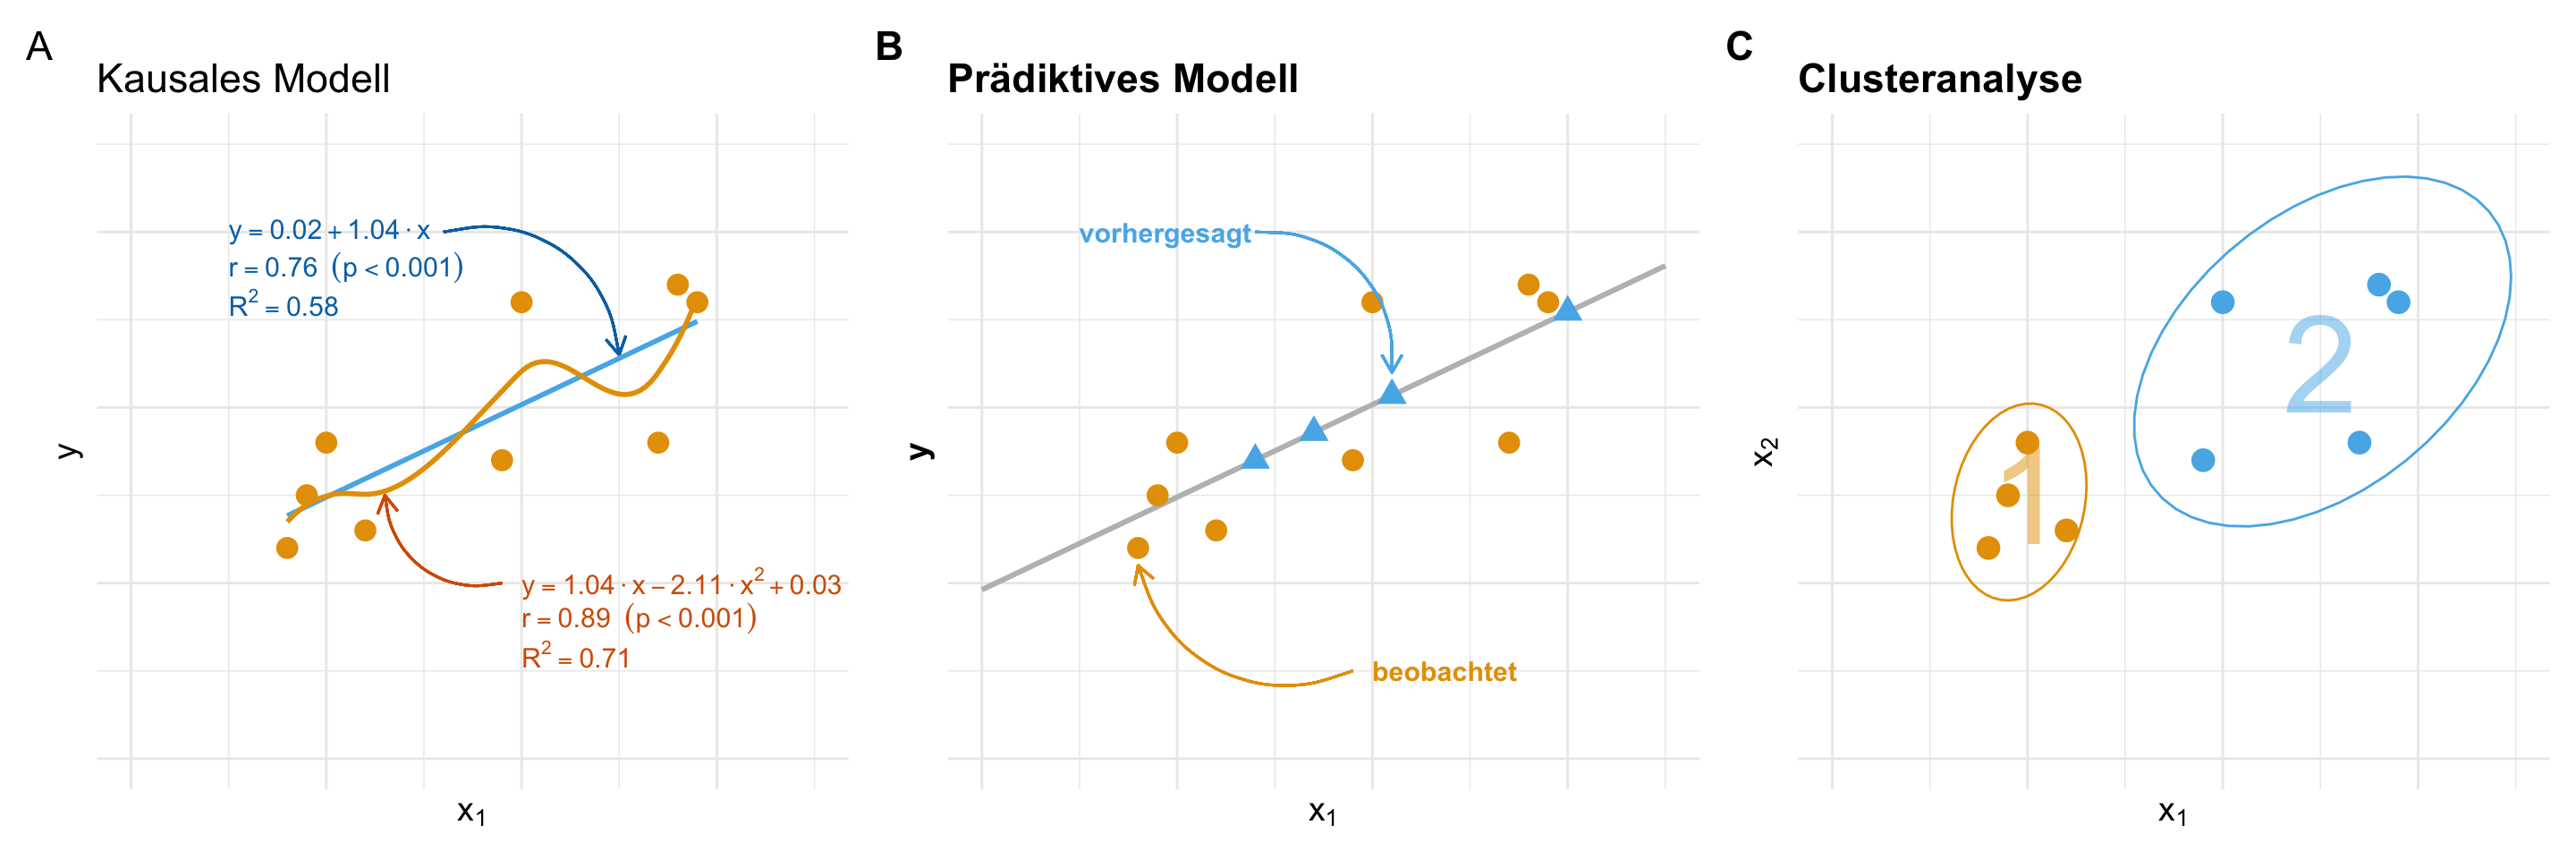 A
Kausales Modell
y = 0.02 + 1.04 · x
r = 0.76 (p < 0.001)
R² = 0.58
y = 1.04 · x − 2.11 · x² + 0.03
r = 0.89 (p < 0.001)
R² = 0.71
y
x₁
B
Prädiktives Modell
vorhergesagt
beobachtet
y
x₁
C
Clusteranalyse
1
2
x₂
x₁